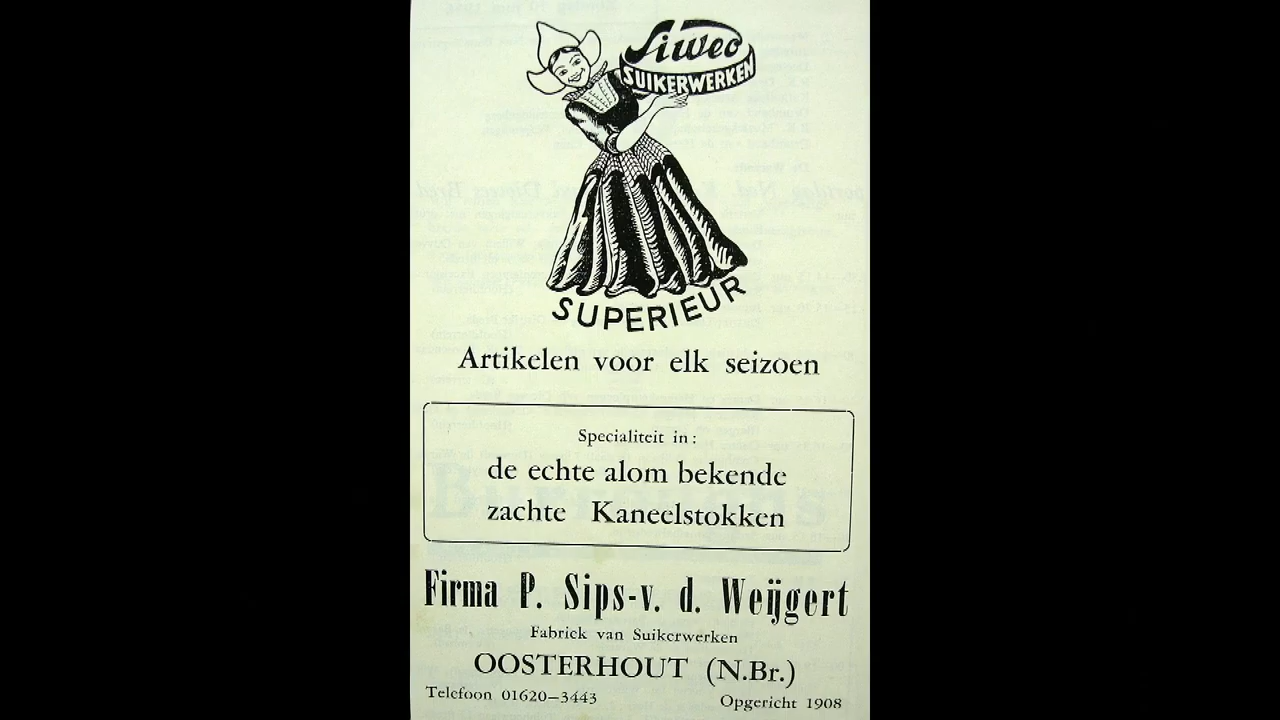 Siwec
SUIKERWERKEN
SUPERIEUR
Artikelen voor elk seizoen
Specialiteit in:
de echte alom bekende
zachte Kaneelstokken
Firma P. Sips-v. d. Weijgert
Fabriek van Suikerwerken
OOSTERHOUT (N.Br.)
Telefoon 01620-3443
Opgericht 1908